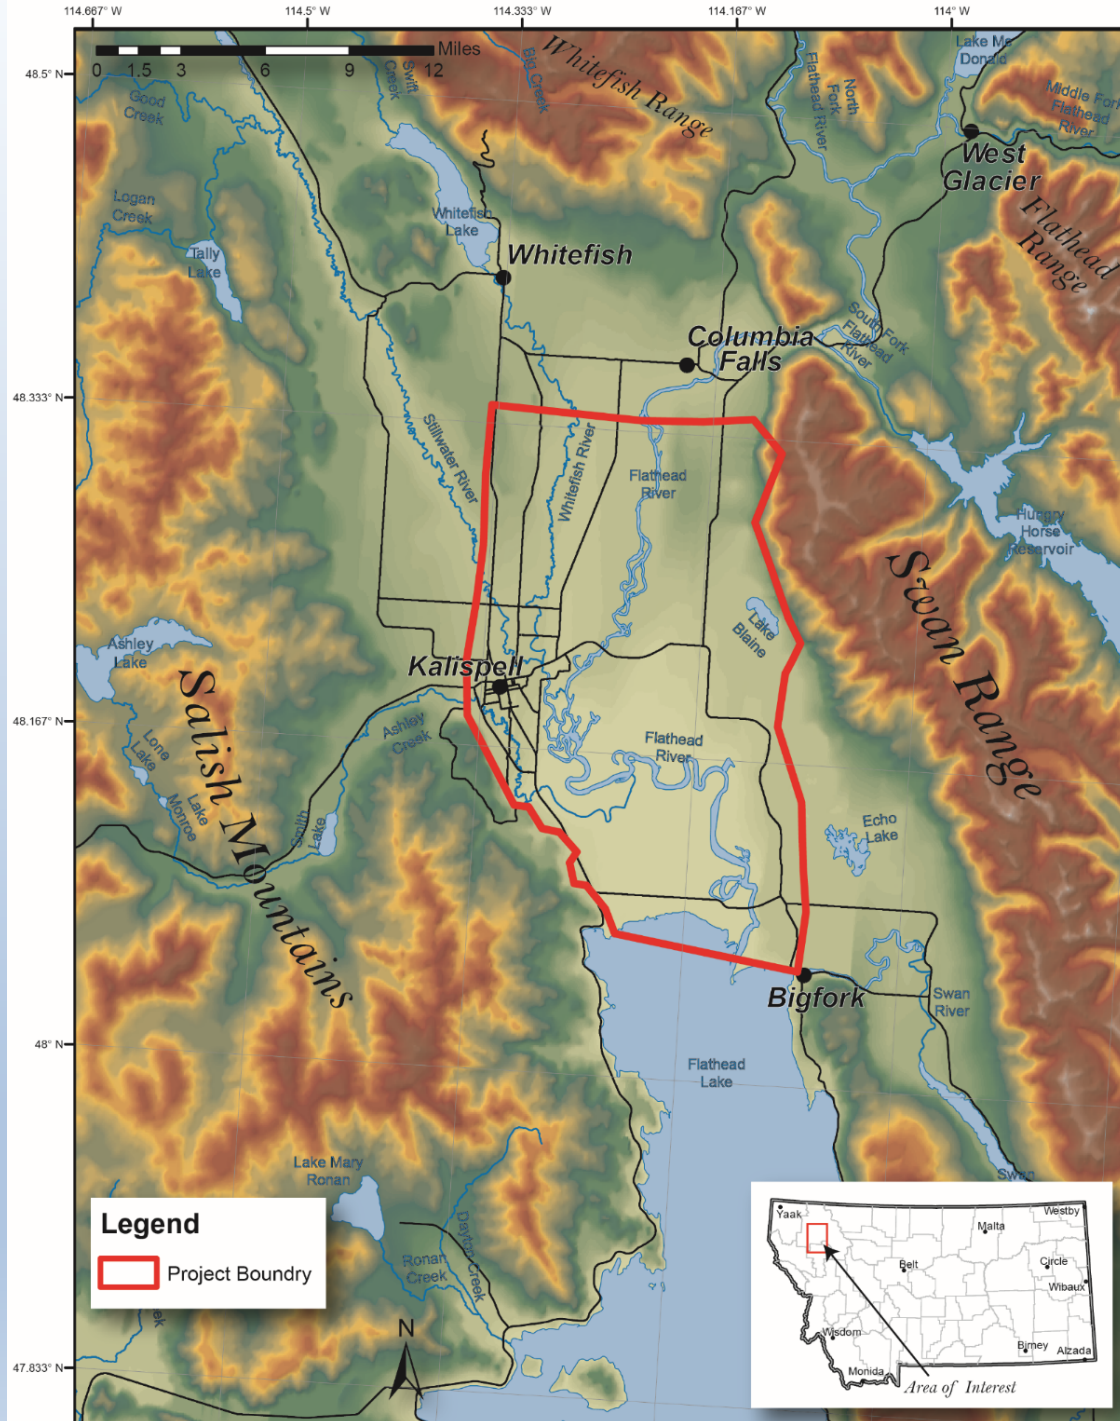 114.667° W
114.5° W
114.333° W
114.167° W
114° W
48.5° N
48.333° N
48.167° N
48° N
47.833° N
Miles
0 1.5 3 6 9 12
Good
Creek
Swift
Creek
Big Creek
Whitefish Range
North
Fork
Flathead River
Lake Mc
Donald
Middle Fork
Flathead
River
West
Glacier
Flathead
Range
Logan
Creek
Tally
Lake
Whitefish
Lake
Whitefish
Columbia
Falls
South Fork
Flathead
River
Stillwater River
Whitefish River
Flathead
River
Hungry
Horse
Reservoir
Swan Range
Lake
Blaine
Ashley
Lake
Kalispell
Salish Mountains
Lone
Lake
Lake
Monroe
Ashley
Creek
Smith
Lake
Flathead
River
Echo
Lake
Bigfork
Swan
River
Flathead
Lake
Swan
Lake Mary
Ronan
Ronan
Creek
Dayton Creek
Legend
Project Boundry
N
Yaak
Westby
Malta
Belt
Circle
Wibaux
Wisdom
Birney
Alzada
Monida
Area of Interest